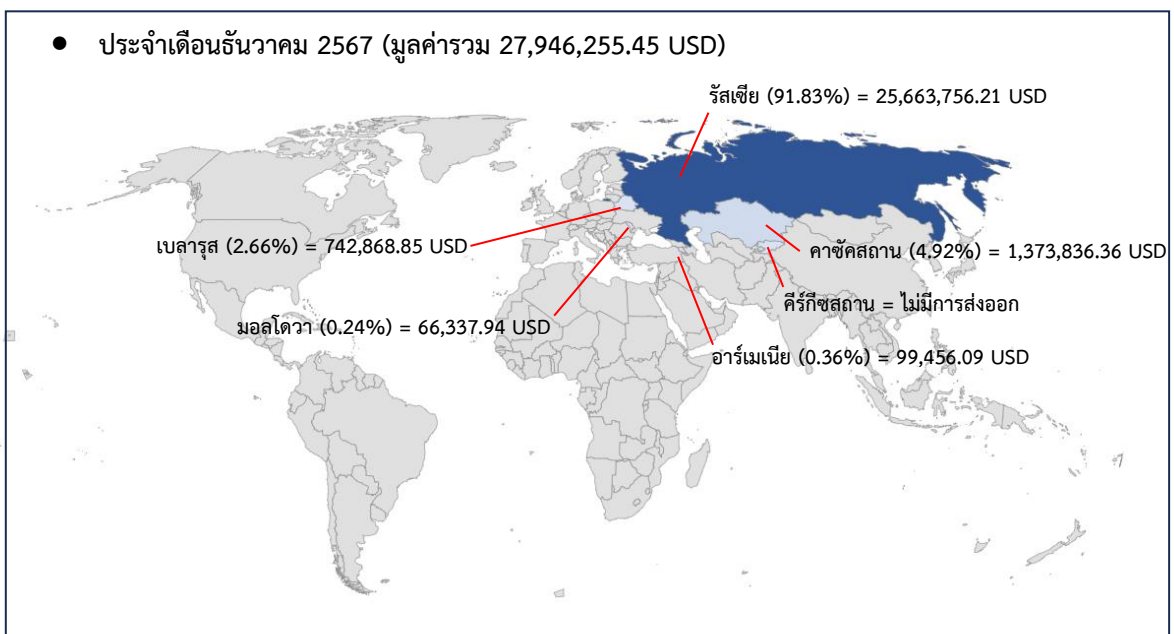 ● ประจำเดือนธันวาคม 2567 (มูลค่ารวม 27,946,255.45 USD)
รัสเซีย (91.83%) = 25,663,756.21 USD
เบลารุส (2.66%) = 742,868.85 USD
คาซัคสถาน (4.92%) = 1,373,836.36 USD
คีร์กีซสถาน = ไม่มีการส่งออก
มอลโดวา (0.24%) = 66,337.94 USD
อาร์เมเนีย (0.36%) = 99,456.09 USD